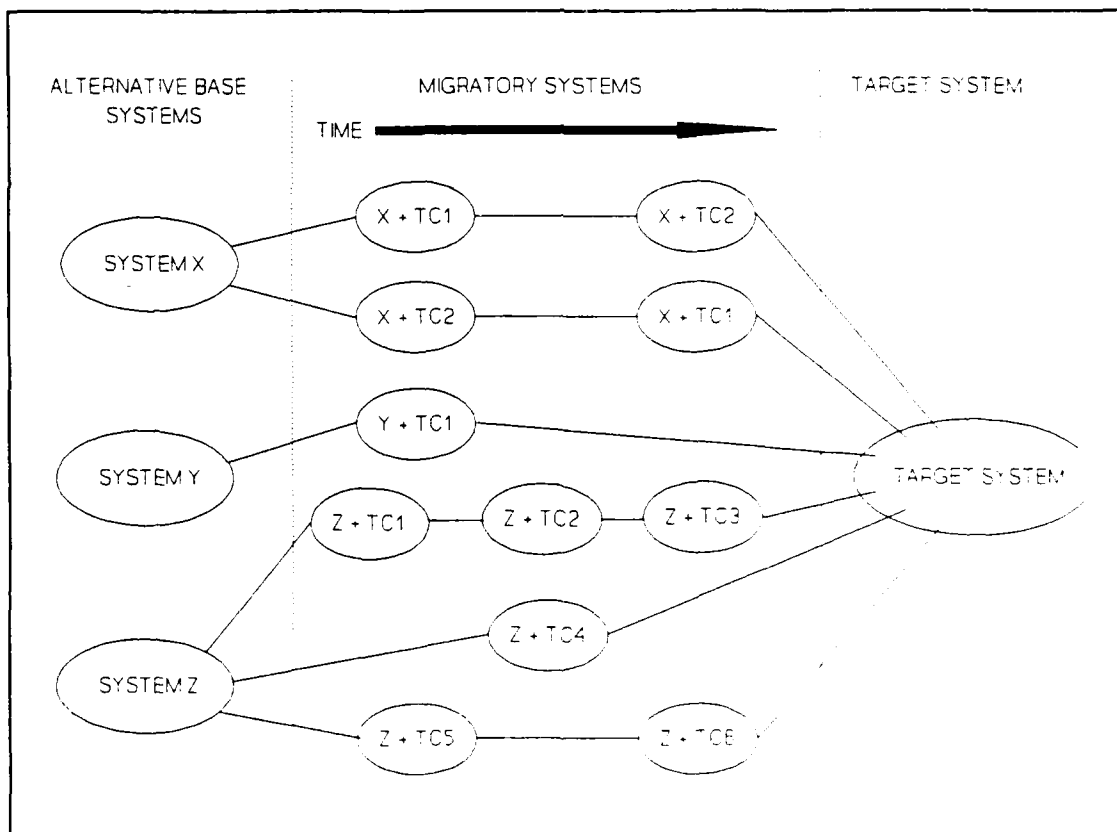 ALTERNATIVE BASE
SYSTEMS
MIGRATORY SYSTEMS
TARGET SYSTEM
TIME
X + TC1
X + TC2
SYSTEM X
X + TC2
X + TC1
Y + TC1
SYSTEM Y
TARGET SYSTEM
Z + TC1
Z + TC2
Z + TC3
Z + TC4
SYSTEM Z
Z + TC5
Z + TC6